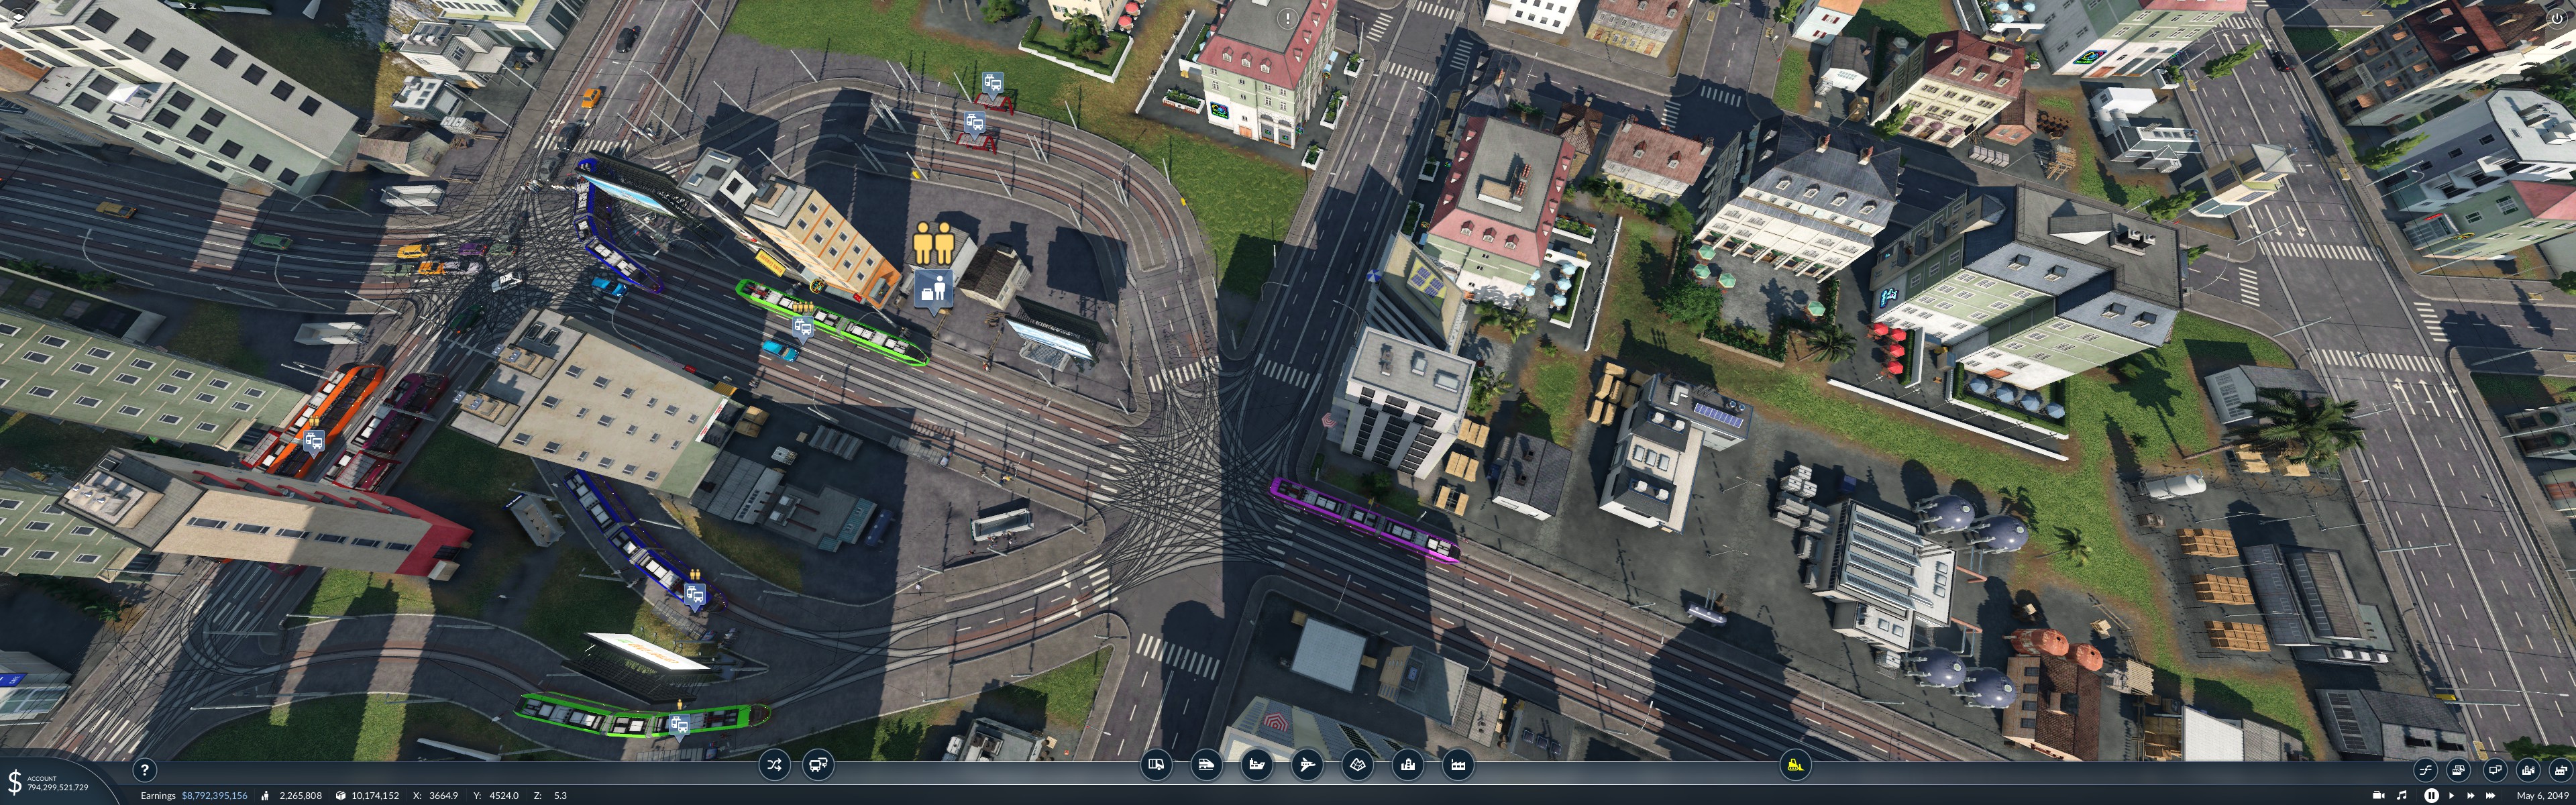 ACCOUNT
794,299,521,729
Earnings $8,792,395,156 2,265,808 10,174,152 X: 3664.9 Y: 4524.0 Z: 5.3
May 6, 2049